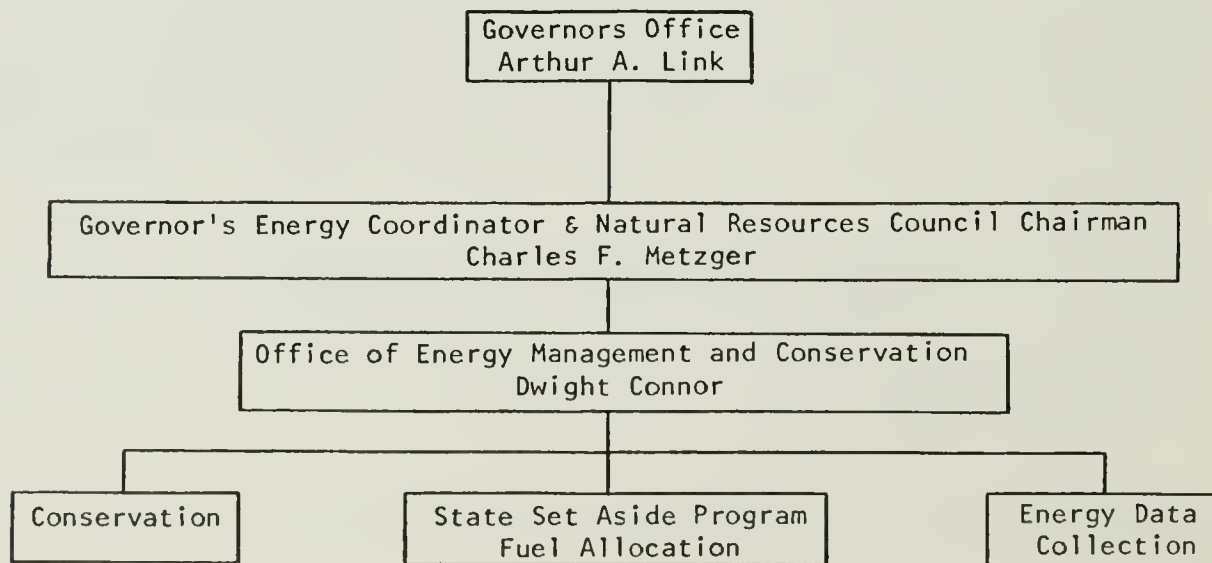 Governors Office
Arthur A. Link
Governor's Energy Coordinator & Natural Resources Council Chairman
Charles F. Metzger
Office of Energy Management and Conservation
Dwight Connor
Conservation
State Set Aside Program
Fuel Allocation
Energy Data
Collection